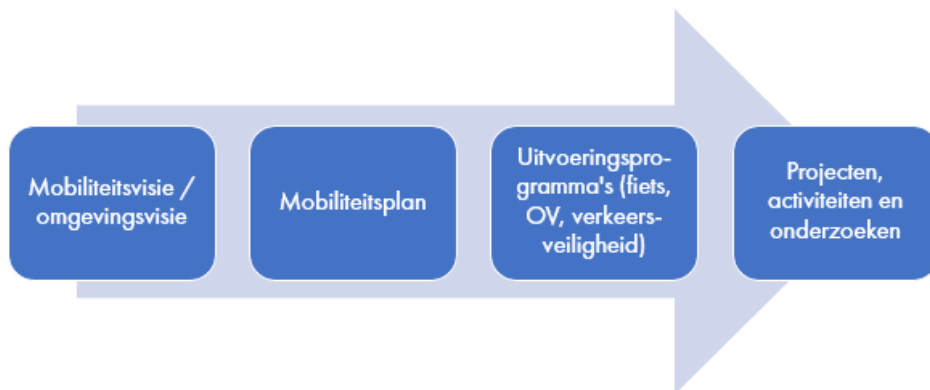 Mobiliteitsvisie /
omgevingsvisie
Mobiliteitsplan
Uitvoeringspro-
gramma's (fiets,
OV, verkeers-
veiligheid)
Projecten,
activiteiten en
onderzoeken